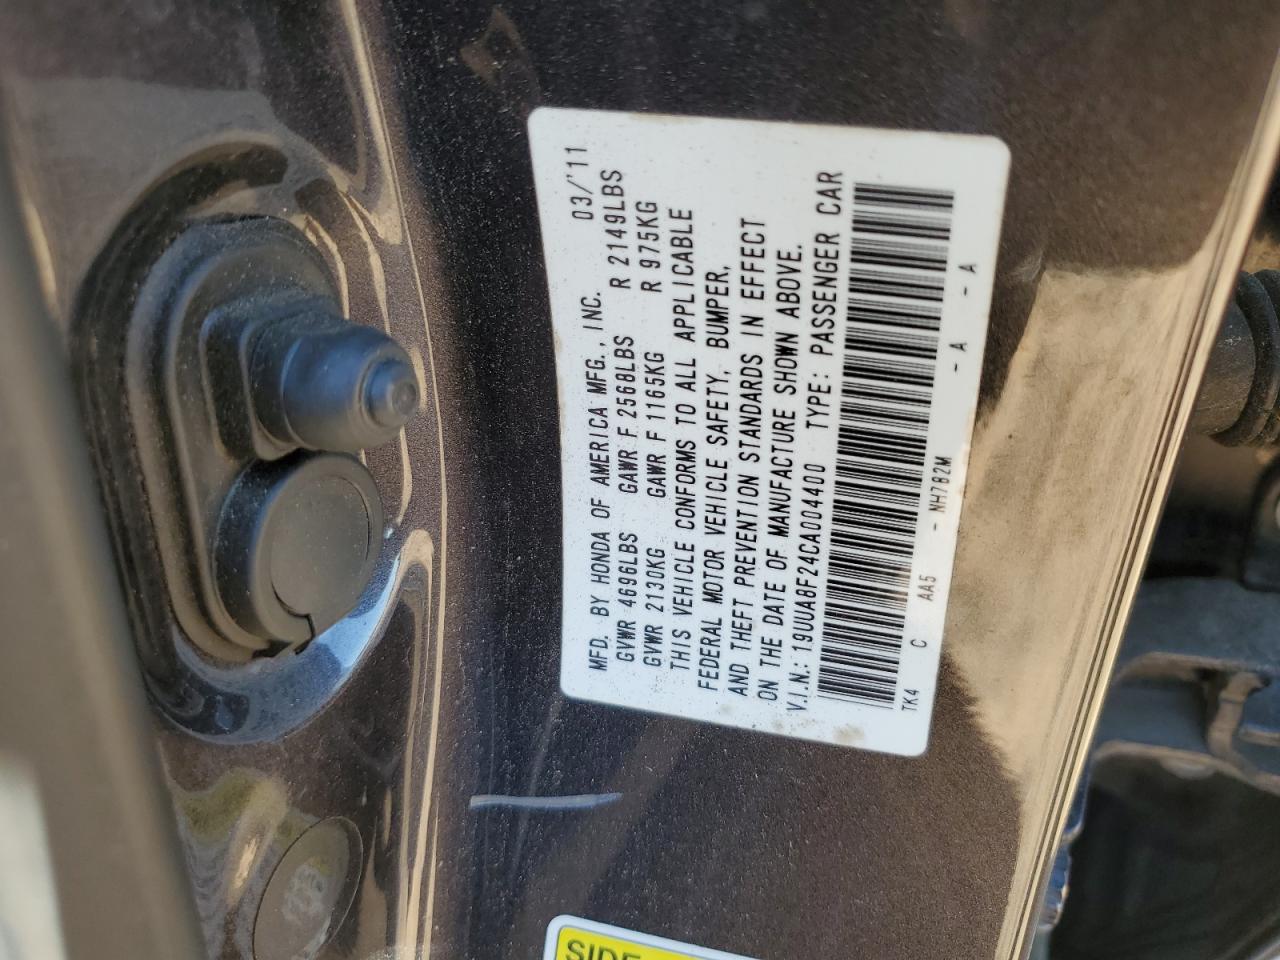 MFD. BY HONDA OF AMERICA MFG., INC. 03/'11
GVWR 4696LBS GAWR F 2568LBS R 2149LBS
GVWR 2130KG GAWR F 1165KG R 975KG
THIS VEHICLE CONFORMS TO ALL APPLICABLE
FEDERAL MOTOR VEHICLE SAFETY, BUMPER,
AND THEFT PREVENTION STANDARDS IN EFFECT
ON THE DATE OF MANUFACTURE SHOWN ABOVE.
V.I.N.: 19UUA8F24CA004400 TYPE: PASSENGER CAR
TK4 C AA5 - NH782M - A - A
SIDE